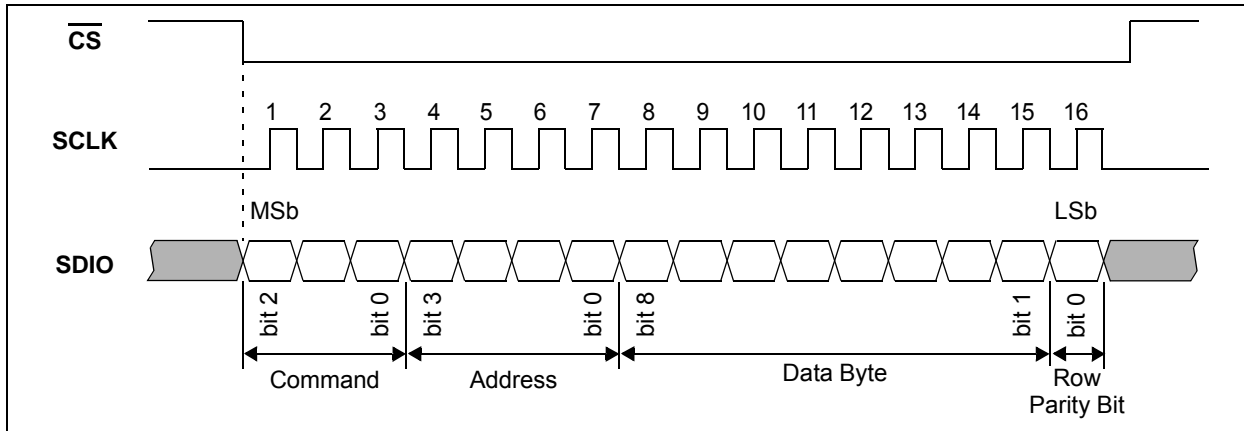 CS
1 2 3 4 5 6 7 8 9 10 11 12 13 14 15 16
SCLK
MSb LSb
SDIO
bit 2 bit 0 bit 3 bit 0 bit 8 bit 1 bit 0
Command Address Data Byte Row
Parity Bit